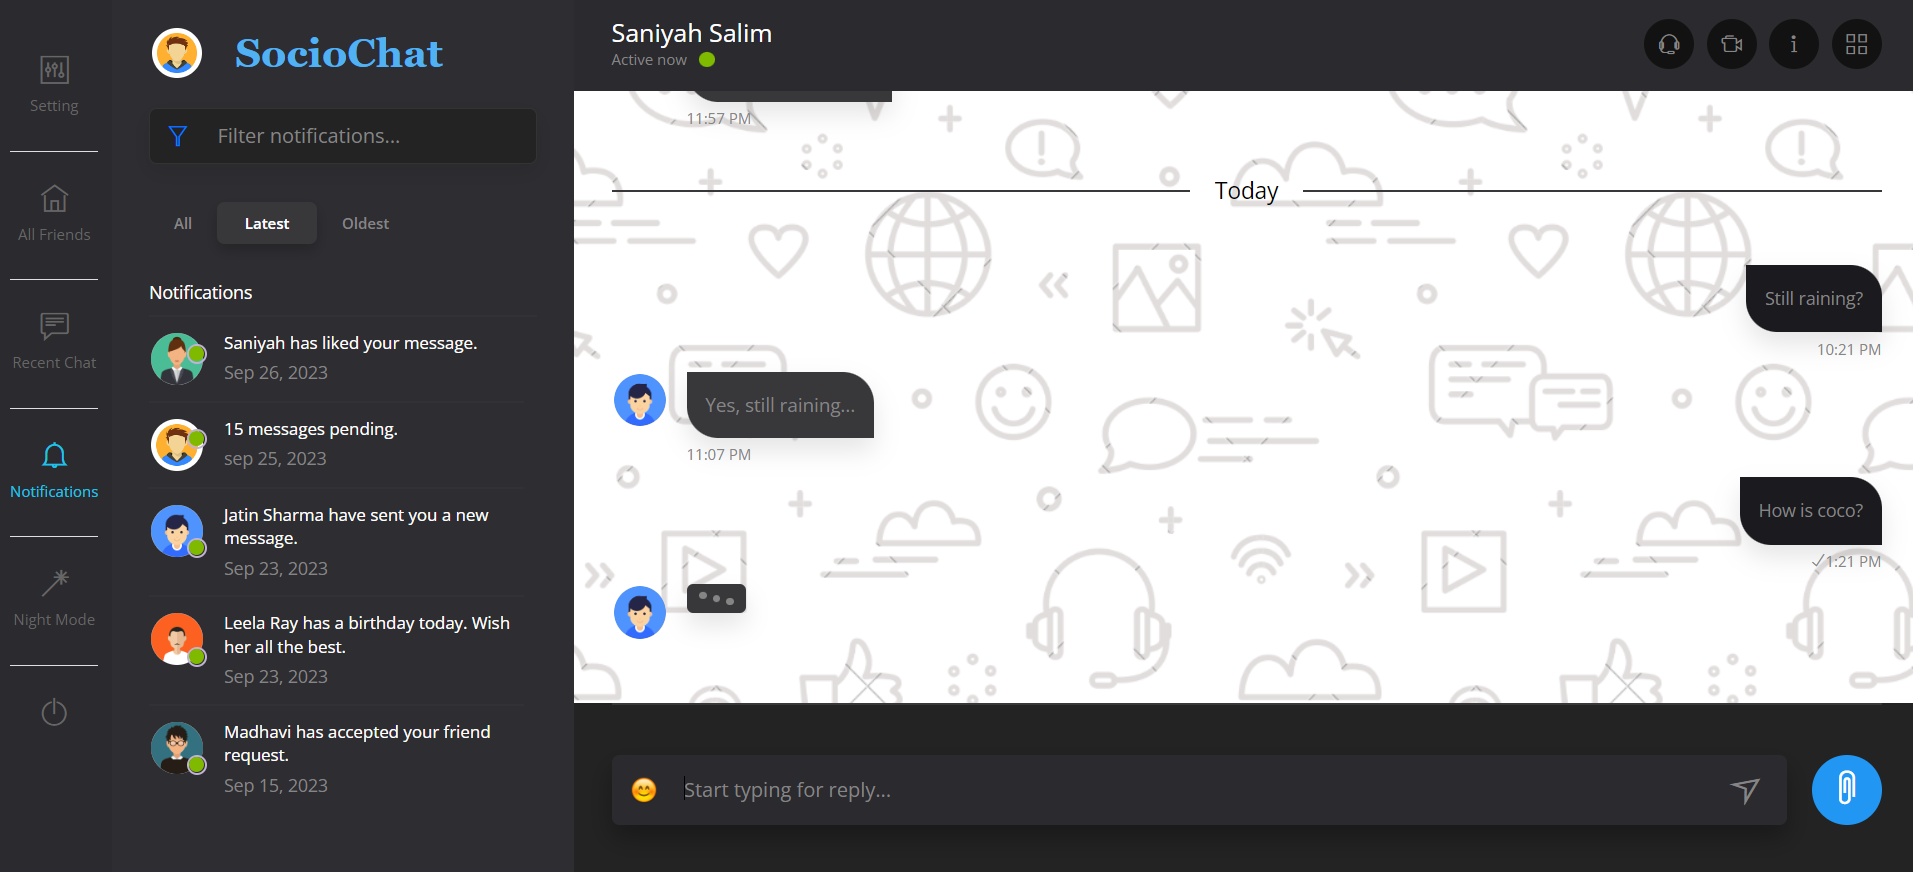 Setting
All Friends
Recent Chat
Notifications
Night Mode
SocioChat
Filter notifications...
All
Latest
Oldest
Notifications
Saniyah has liked your message.
Sep 26, 2023
15 messages pending.
sep 25, 2023
Jatin Sharma have sent you a new
message.
Sep 23, 2023
Leela Ray has a birthday today. Wish
her all the best.
Sep 23, 2023
Madhavi has accepted your friend
request.
Sep 15, 2023
Saniyah Salim
Active now
11:57 PM
Today
Still raining?
10:21 PM
Yes, still raining...
11:07 PM
How is coco?
1:21 PM
Start typing for reply...